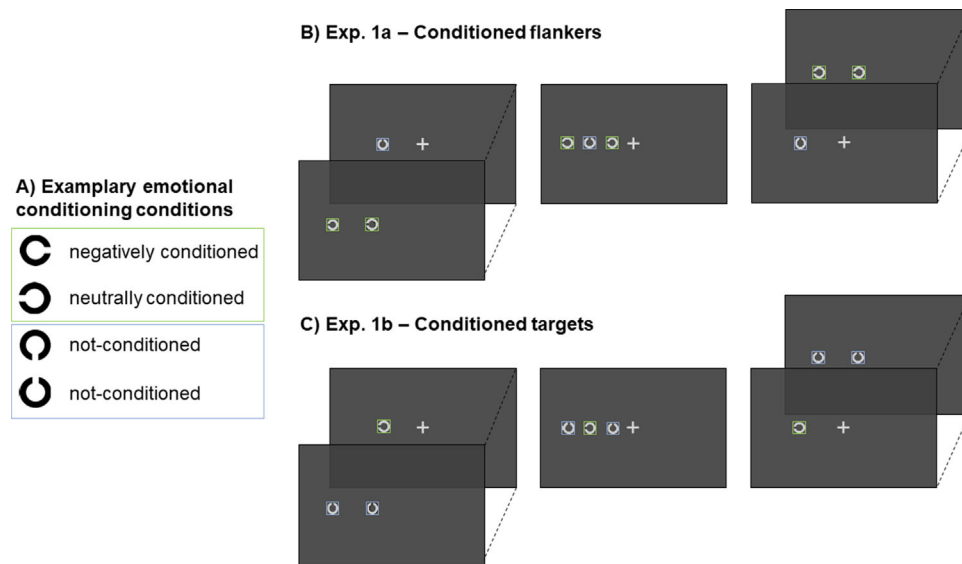 B) Exp. 1a – Conditioned flankers
A) Examplary emotional
conditioning conditions
negatively conditioned
neutrally conditioned
not-conditioned
not-conditioned
C) Exp. 1b – Conditioned targets